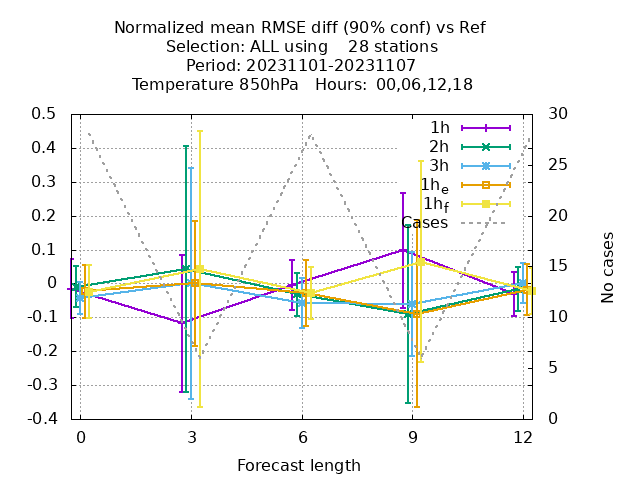 Normalized mean RMSE diff (90% conf) vs Ref
Selection: ALL using    28 stations
Period: 20231101-20231107
Temperature 850hPa   Hours:  00,06,12,18
0.5
0.4
0.3
0.2
0.1
0
-0.1
-0.2
-0.3
-0.4
30
25
20
15
10
5
0
1h
2h
3h
1he
1hf
Cases
No cases
0
3
6
9
12
Forecast length